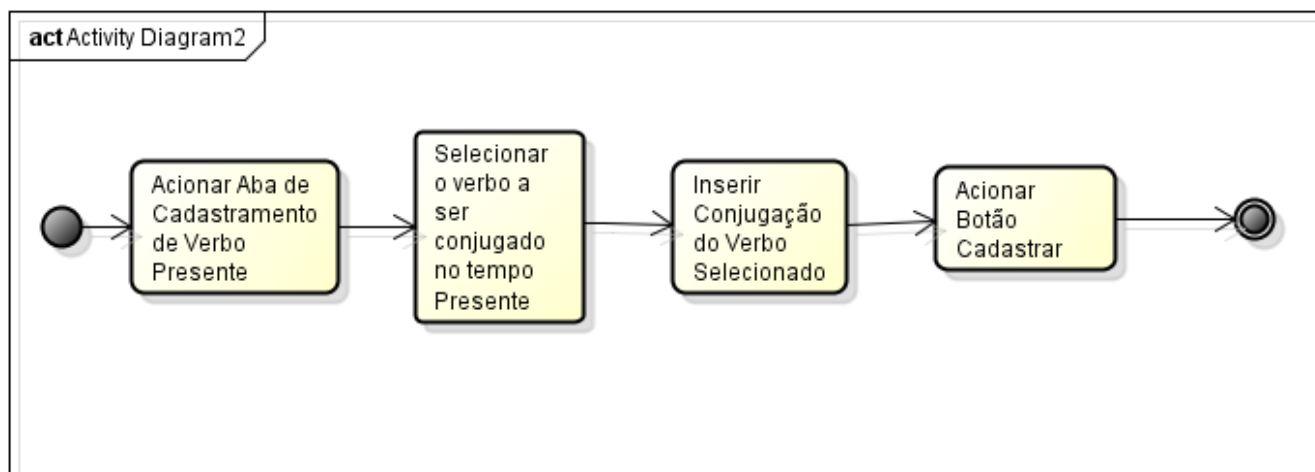 act Activity Diagram2
Acionar Aba de
Cadastramento
de Verbo
Presente
Selecionar
o verbo a
ser
conjugado
no tempo
Presente
Inserir
Conjugação
do Verbo
Selecionado
Acionar
Botão
Cadastrar